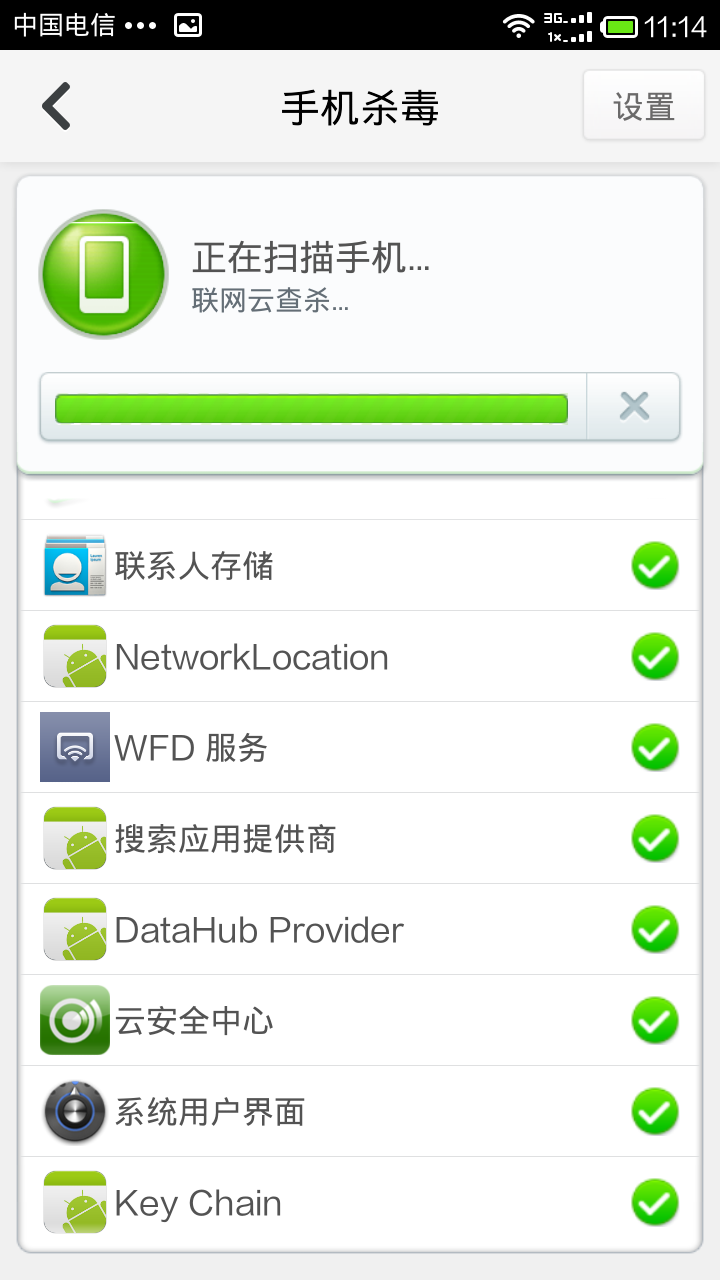 中国电信 ••• 3G 1x 11:14
手机杀毒 设置
正在扫描手机...
联网云查杀...
联系人存储
NetworkLocation
WFD 服务
搜索应用提供商
DataHub Provider
云安全中心
系统用户界面
Key Chain